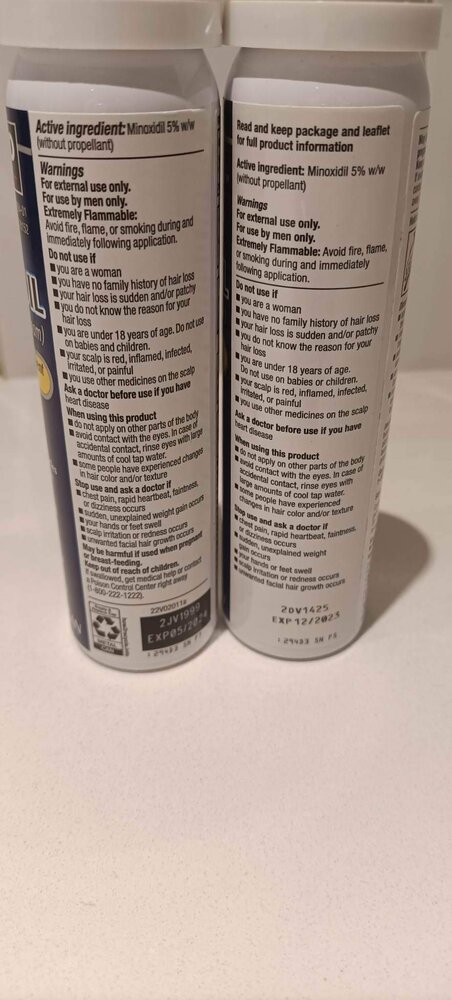 Active ingredient: Minoxidil 5% w/w
(without propellant)
Warnings
For external use only.
For use by men only.
Extremely Flammable:
Avoid fire, flame, or smoking during and
immediately following application.
Do not use if
■ you are a woman
■ you have no family history of hair loss
■ your hair loss is sudden and/or patchy
■ you do not know the reason for your
hair loss
■ you are under 18 years of age. Do not use
on babies and children.
■ your scalp is red, inflamed, infected,
irritated, or painful
■ you use other medicines on the scalp
Ask a doctor before use if you have
heart disease
When using this product
■ do not apply on other parts of the body
■ avoid contact with the eyes. In case of
accidental contact, rinse eyes with large
amounts of cool tap water.
■ some people have experienced changes
in hair color and/or texture
Stop use and ask a doctor if
■ chest pain, rapid heartbeat, faintness,
or dizziness occurs
■ sudden, unexplained weight gain occurs
■ your hands or feet swell
■ scalp irritation or redness occurs
■ unwanted facial hair growth occurs
May be harmful if used when pregnant
or breast-feeding.
Keep out of reach of children.
If swallowed, get medical help or contact
a Poison Control Center right away
(1-800-222-1222).
22V020118
2JV1999
EXP05/2024
METAL
CAN
Read and keep package and leaflet
for full product information
Active ingredient: Minoxidil 5% w/w
(without propellant)
Warnings
For external use only.
For use by men only.
Extremely Flammable: Avoid fire, flame,
or smoking during and immediately
following application.
Do not use if
■ you are a woman
■ you have no family history of hair loss
■ your hair loss is sudden and/or patchy
■ you do not know the reason for your
hair loss
■ you are under 18 years of age.
Do not use on babies or children.
■ your scalp is red, inflamed, infected,
irritated, or painful
■ you use other medicines on the scalp
Ask a doctor before use if you have
heart disease
When using this product
■ do not apply on other parts of the body
■ avoid contact with the eyes. In case of
accidental contact, rinse eyes with
large amounts of cool tap water.
■ some people have experienced
changes in hair color and/or texture
Stop use and ask a doctor if
■ chest pain, rapid heartbeat, faintness,
or dizziness occurs
■ sudden, unexplained weight
gain occurs
■ your hands or feet swell
■ scalp irritation or redness occurs
■ unwanted facial hair growth occurs
2DV1425
EXP 12/2023